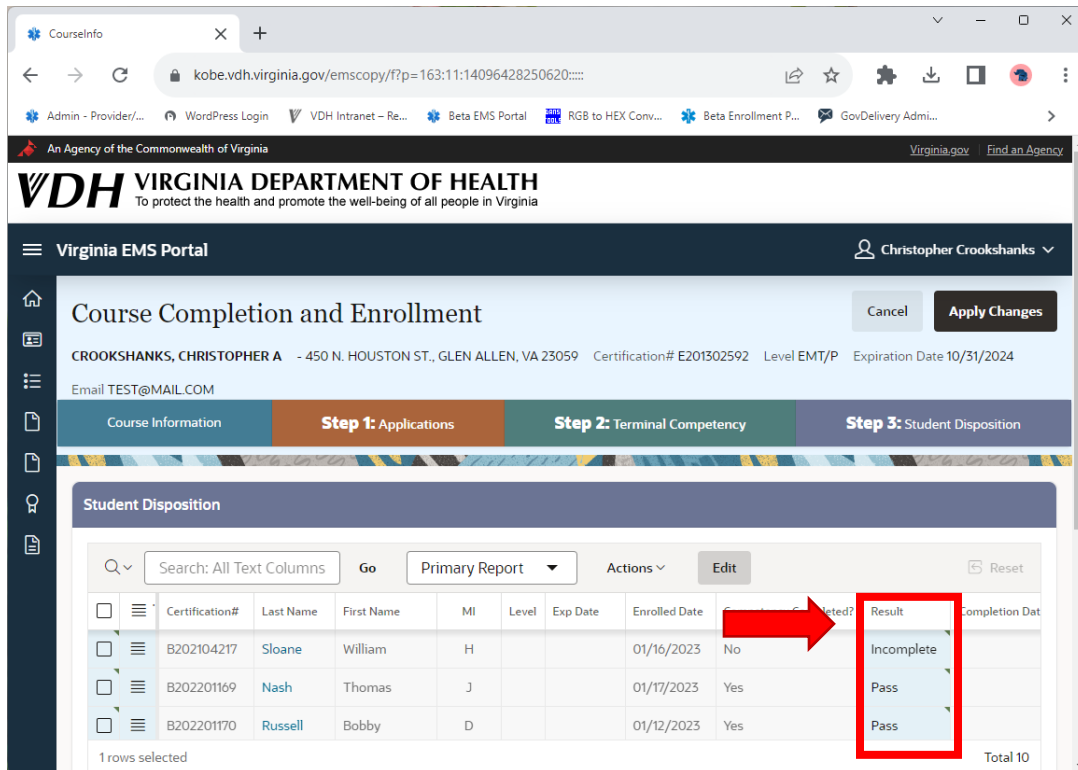 CourseInfo
kobe.vdh.virginia.gov/emscopy/f?p=163:11:14096428250620:::::
Admin - Provider/... WordPress Login VDH Intranet – Re... Beta EMS Portal RGB to HEX Conv... Beta Enrollment P... GovDelivery Admi...
An Agency of the Commonwealth of Virginia Virginia.gov Find an Agency
VDH VIRGINIA DEPARTMENT OF HEALTH
To protect the health and promote the well-being of all people in Virginia
Virginia EMS Portal Christopher Crookshanks
Course Completion and Enrollment Cancel Apply Changes
CROOKSHANKS, CHRISTOPHER A - 450 N. HOUSTON ST., GLEN ALLEN, VA 23059 Certification# E201302592 Level EMT/P Expiration Date 10/31/2024
Email TEST@MAIL.COM
Course Information Step 1: Applications Step 2: Terminal Competency Step 3: Student Disposition
Student Disposition
Search: All Text Columns Go Primary Report Actions Edit Reset
Certification# Last Name First Name MI Level Exp Date Enrolled Date Result Completion Dat
B202104217 Sloane William H 01/16/2023 No Incomplete
B202201169 Nash Thomas J 01/17/2023 Yes Pass
B202201170 Russell Bobby D 01/12/2023 Yes Pass
1 rows selected Total 10